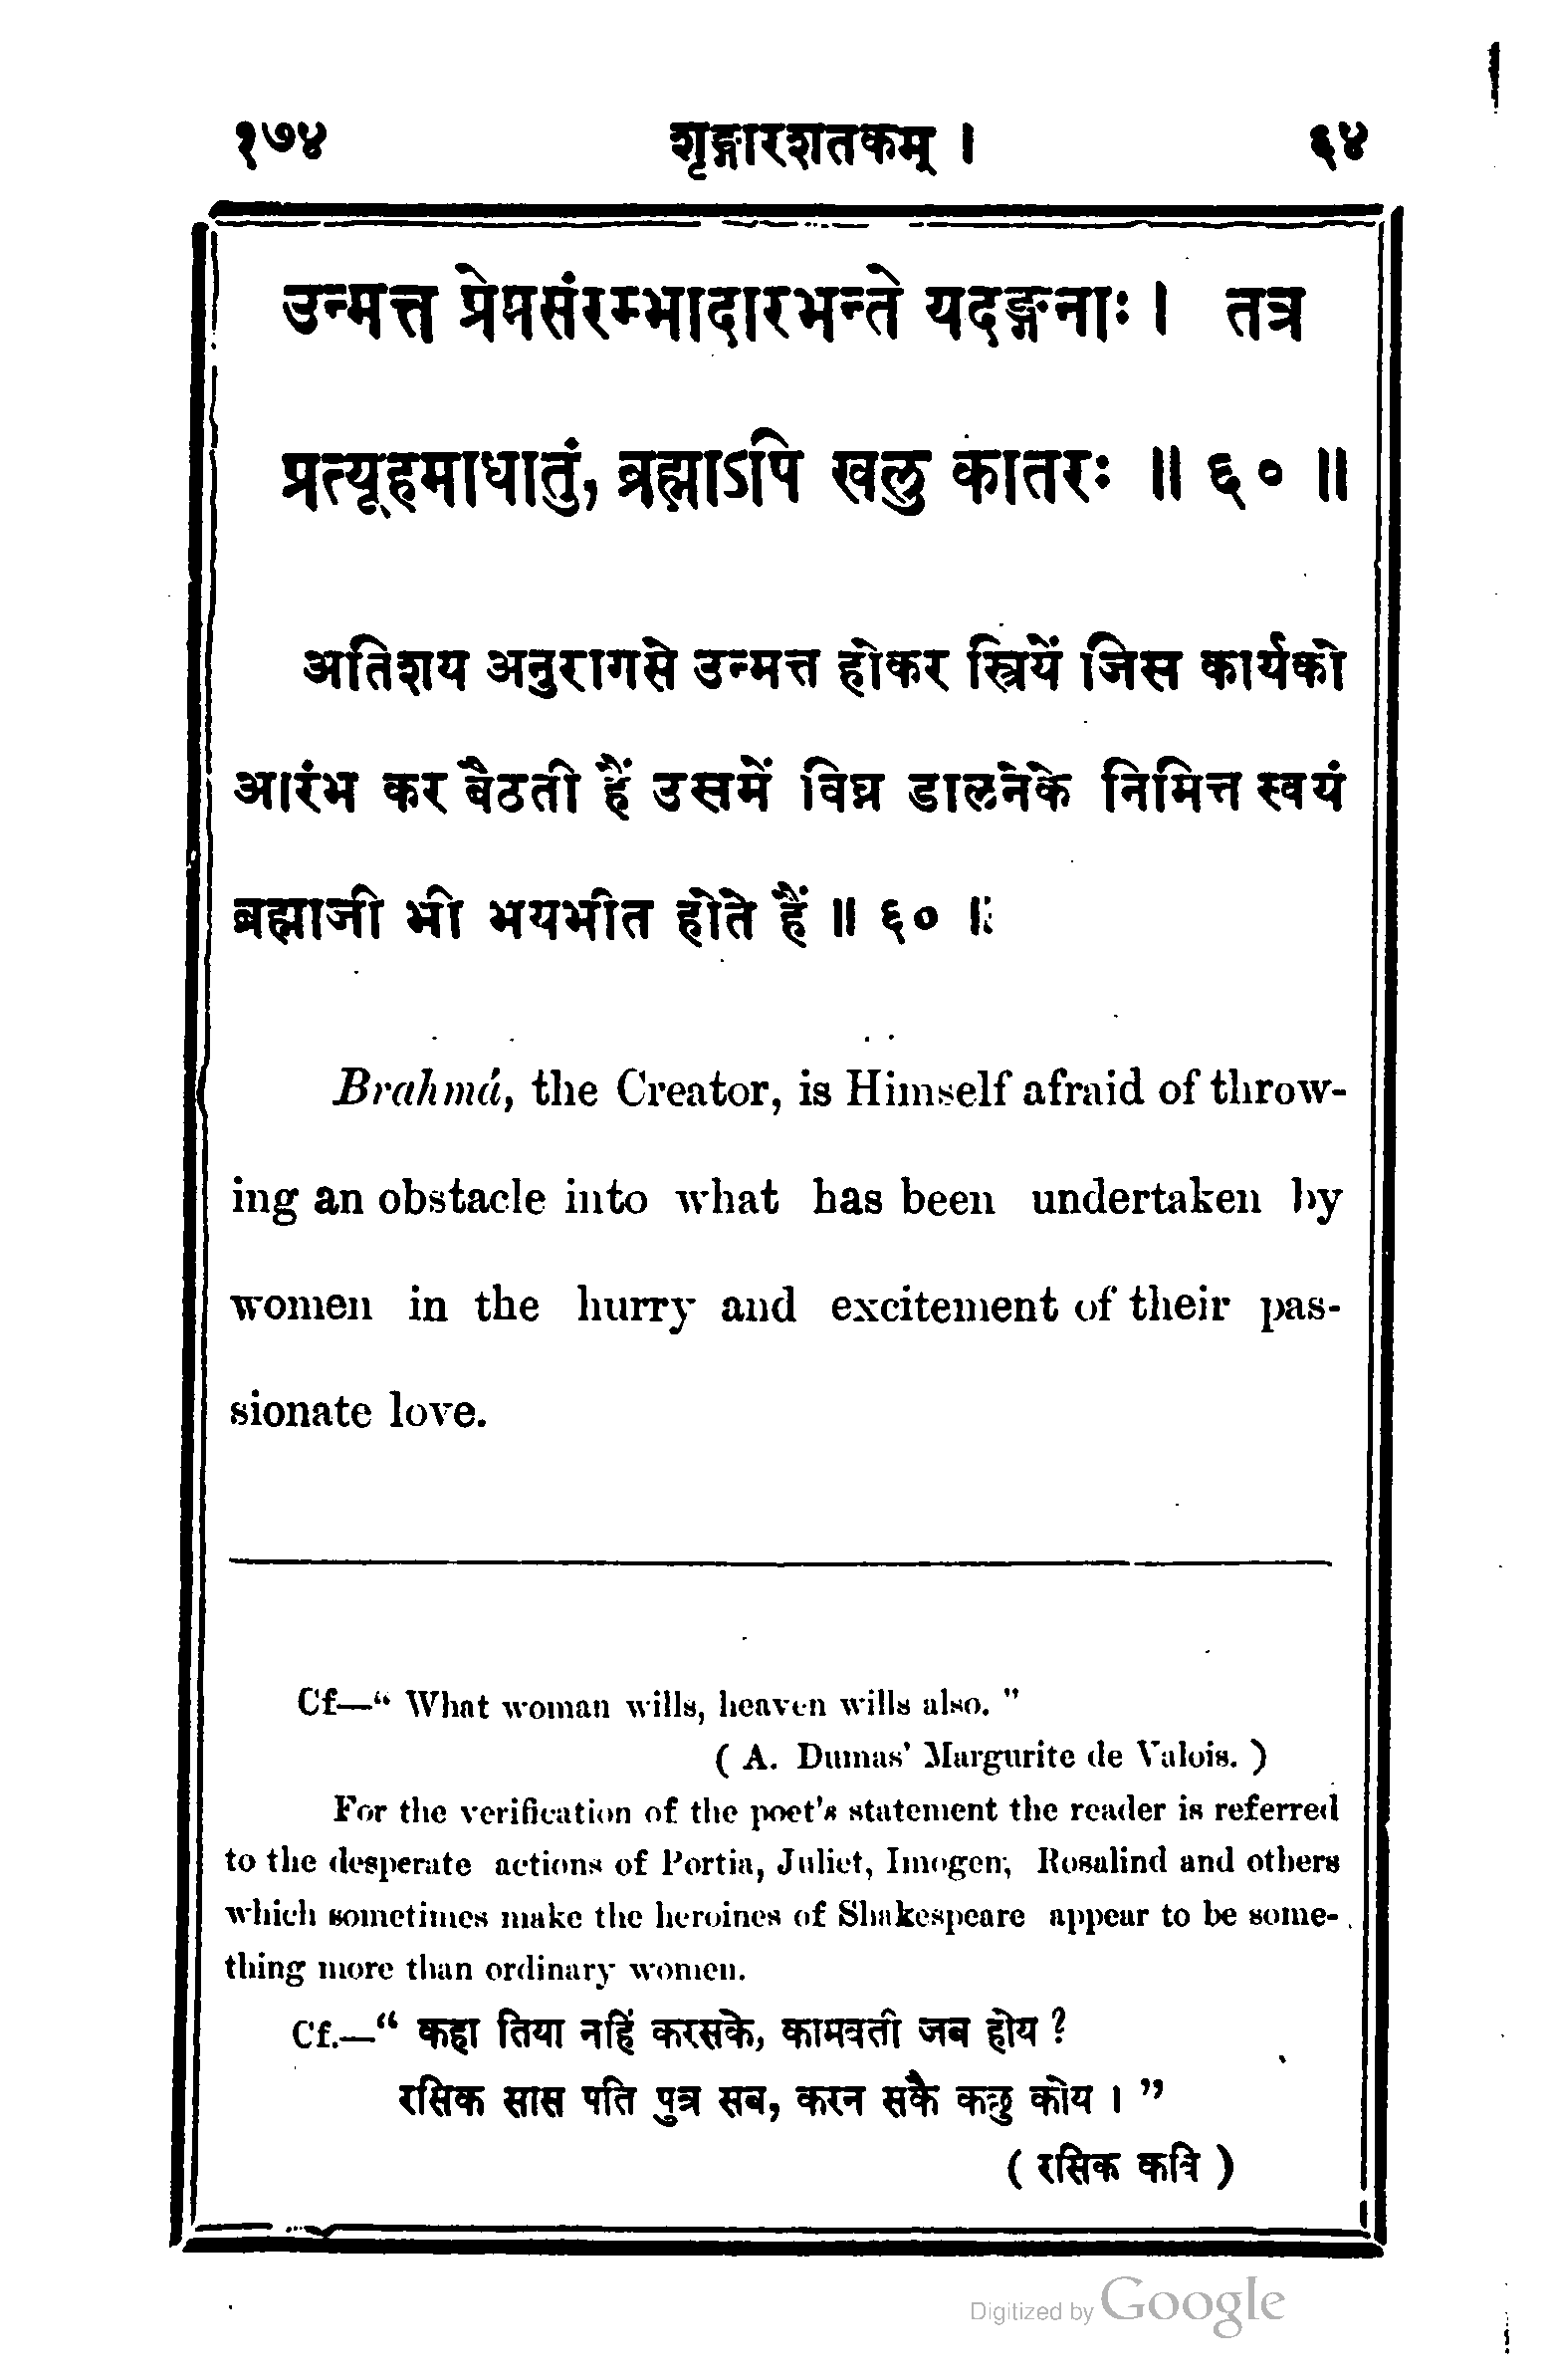 १७४ शृङ्गारशतकम् । ६४
उन्मत्त प्रेमसंरम्भादारभन्ते यदङ्गनाः । तत्र
प्रत्यूहमाधातुं, ब्रह्माऽपि खलु कातरः ॥ ६० ॥
अतिशय अनुरागसे उन्मत्त होकर स्त्रियें जिस कार्यको
आरंभ कर बैठती हैं उसमें विघ्न डालनेके निमित्त स्वयं
ब्रह्माजी भी भयभीत होते हैं ॥ ६० ॥
Brahmá, the Creator, is Himself afraid of throw-
ing an obstacle into what has been undertaken by
women in the hurry and excitement of their pas-
sionate love.
Cf—“ What woman wills, heaven wills also. ”
( A. Dumas' Margurite de Valois. )
For the verification of the poet's statement the reader is referred
to the desperate actions of Portia, Juliet, Imogen, Rosalind and others
which sometimes make the heroines of Shakespeare appear to be some-
thing more than ordinary women.
Cf.—“ कहा तिया नहिं करसके, कामवती जब होय ?
रसिक सास पति पुत्र सब, करन सकै कछु कोय । ”
( रसिक कवि )
Digitized by Google